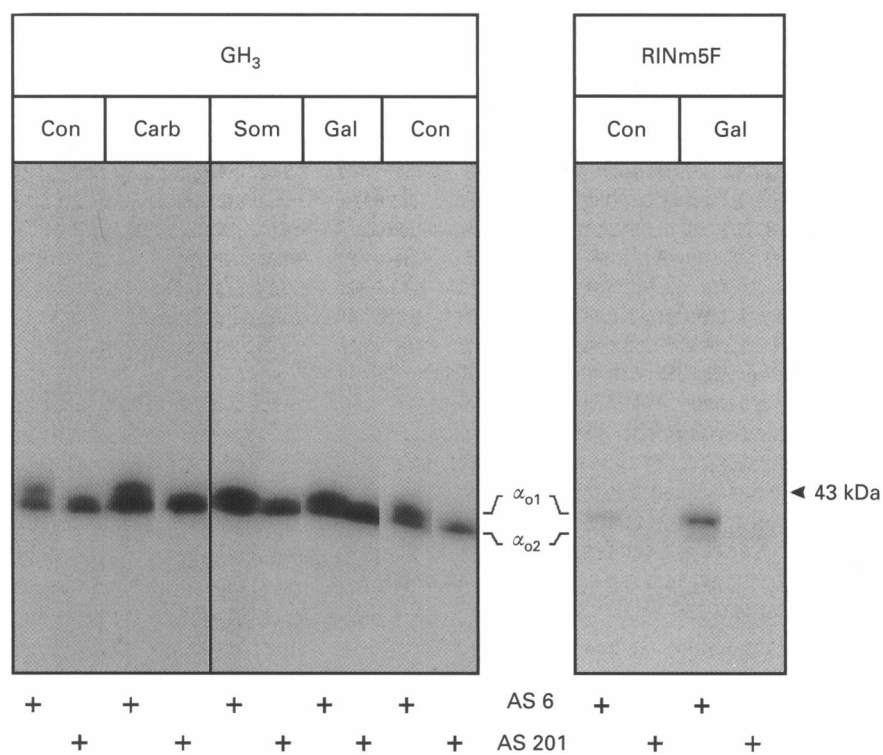 GH₃ RINm5F
Con Carb Som Gal Con Con Gal
◄ 43 kDa
αo1
αo2
+ + + + + AS 6 + +
+ + + + + AS 201 + +